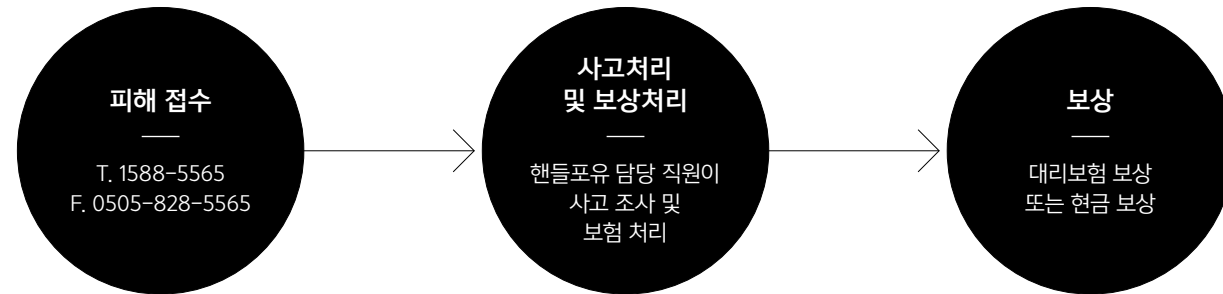 피해 접수
T. 1588-5565
F. 0505-828-5565
사고처리
및 보상처리
핸들포유 담당 직원이
사고 조사 및
보험 처리
보상
대리보험 보상
또는 현금 보상